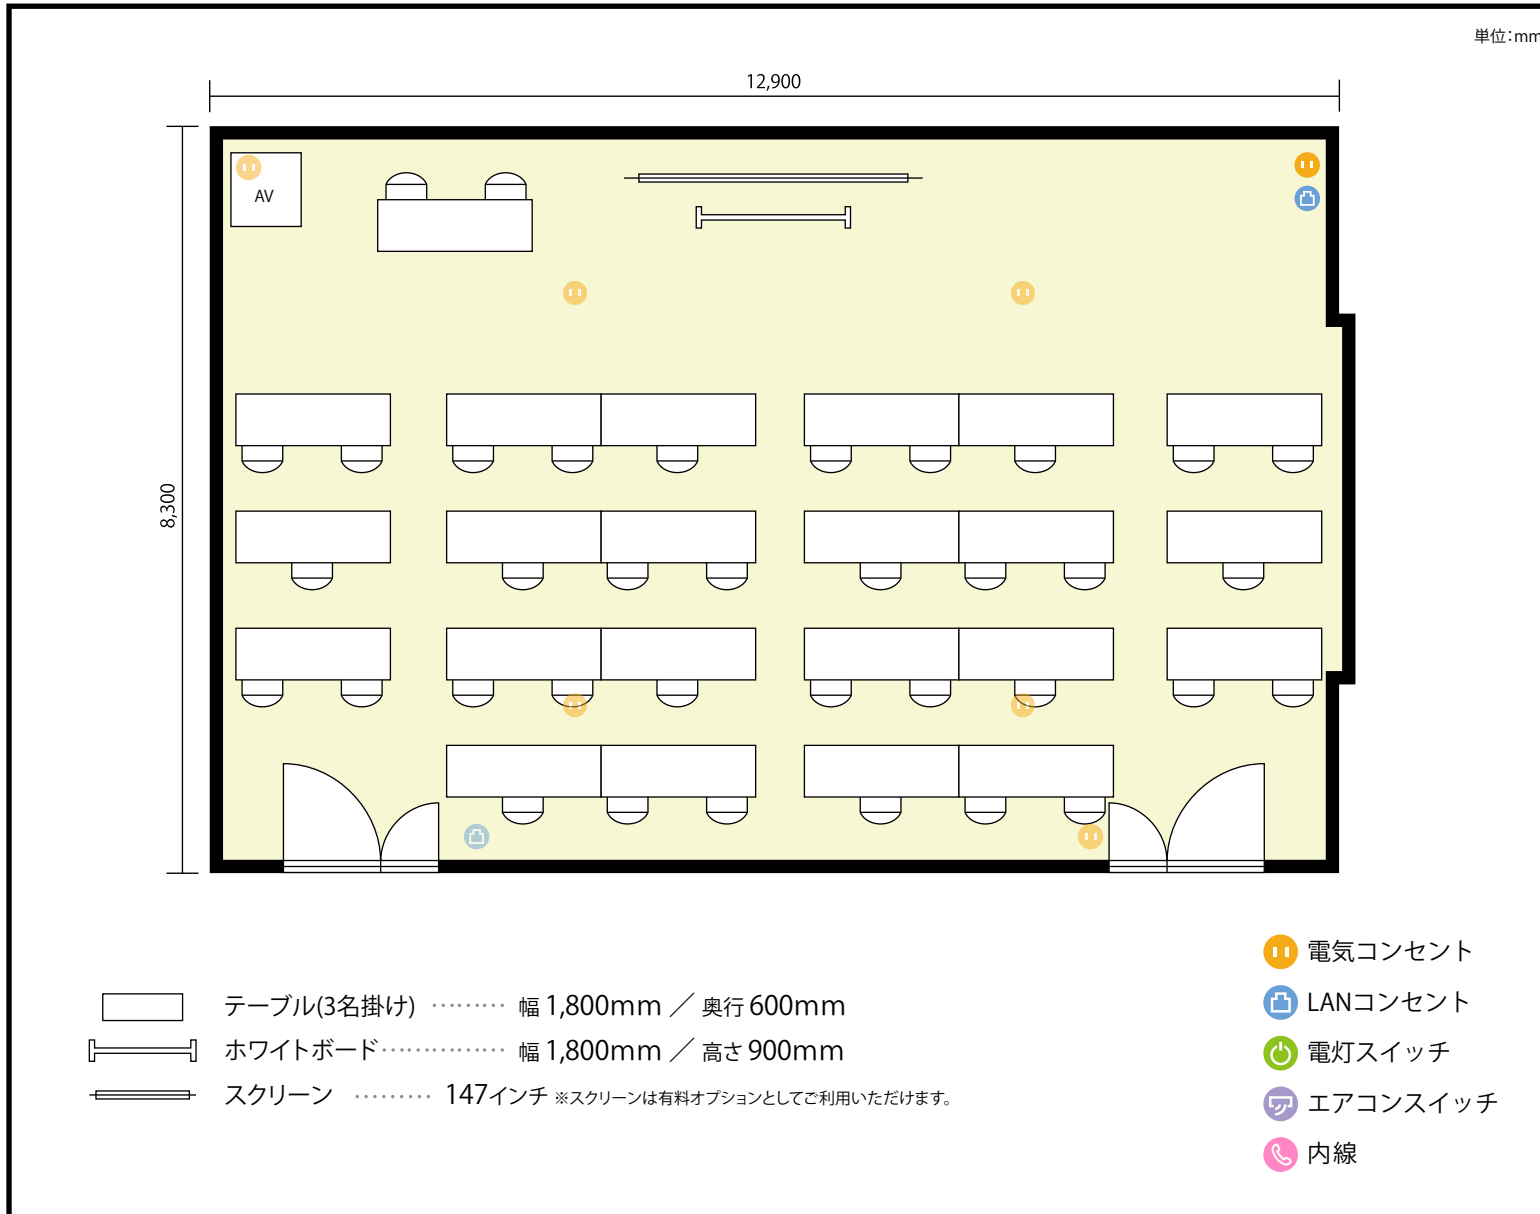 単位:mm
12,900
AV
8,300
電気コンセント
LANコンセント
電灯スイッチ
エアコンスイッチ
内線
テーブル(3名掛け) ········· 幅 1,800mm ／ 奥行 600mm
ホワイトボード·············· 幅 1,800mm ／ 高さ 900mm
スクリーン ········· 147インチ ※スクリーンは有料オプションとしてご利用いただけます。